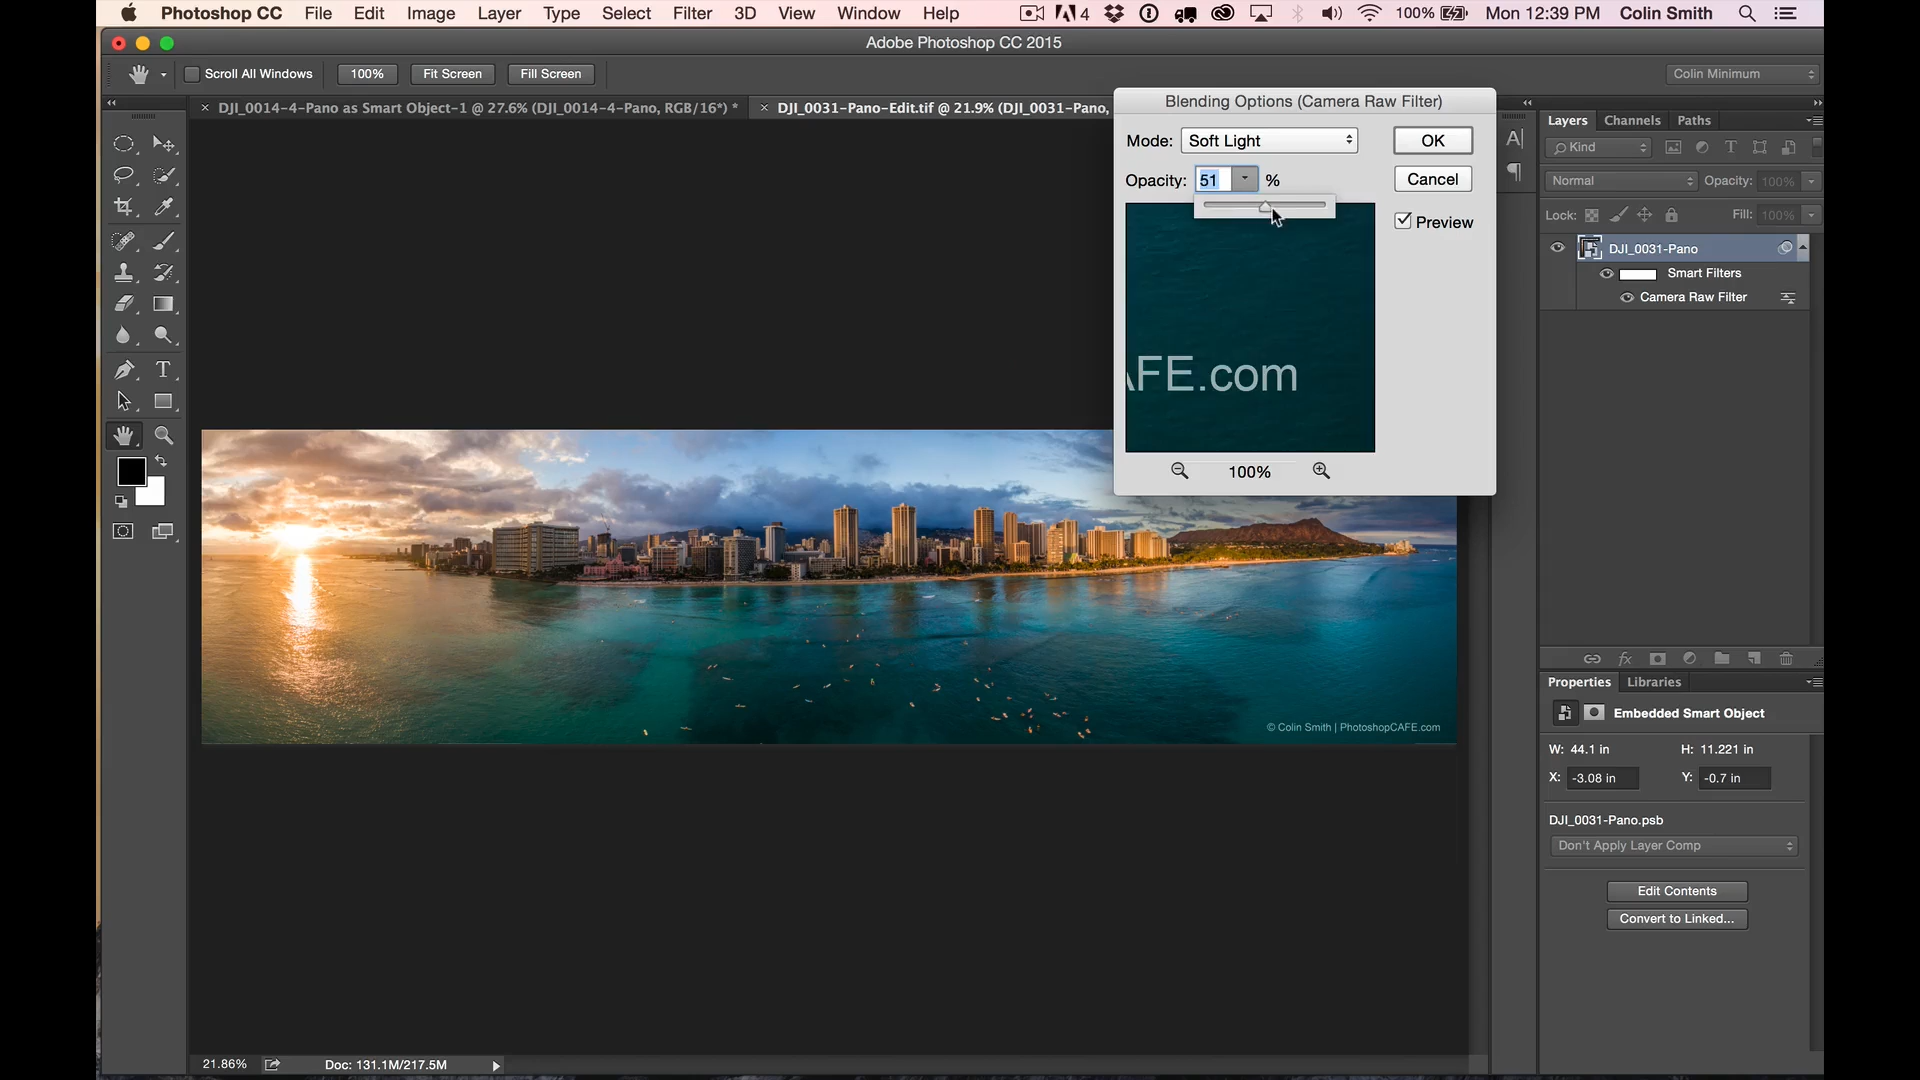 Photoshop CC File Edit Image Layer Type Select Filter 3D View Window Help 4 100% Mon 12:39 PM Colin Smith
Adobe Photoshop CC 2015
Scroll All Windows 100% Fit Screen Fill Screen Colin Minimum
DJI_0014-4-Pano as Smart Object-1 @ 27.6% (DJI_0014-4-Pano, RGB/16*) * DJI_0031-Pano-Edit.tif @ 21.9% (DJI_0031-Pano,
Blending Options (Camera Raw Filter)
Mode: Soft Light OK
Opacity: 51 % Cancel
Preview
AFE.com
100%
Layers Channels Paths
Kind
Normal Opacity: 100%
Lock: Fill: 100%
DJI_0031-Pano
Smart Filters
Camera Raw Filter
© Colin Smith | PhotoshopCAFE.com
Properties Libraries
Embedded Smart Object
W: 44.1 in H: 11.221 in
X: -3.08 in Y: -0.7 in
DJI_0031-Pano.psb
Don't Apply Layer Comp
Edit Contents
Convert to Linked...
21.86% Doc: 131.1M/217.5M